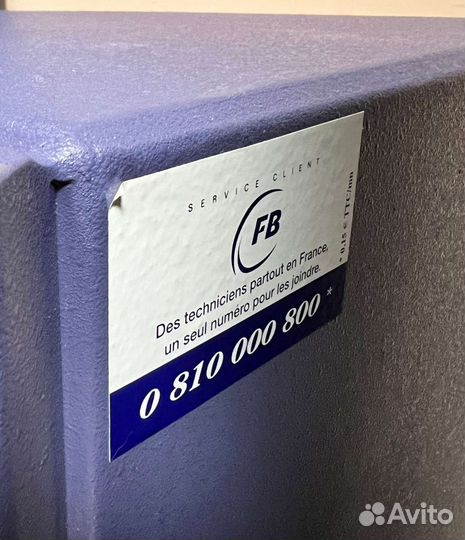 SERVICE CLIENT
FB
Des techniciens partout en France,
un seul numéro pour les joindre.
0 810 000 800 *
* 0,15 € TTC/mn
Avito